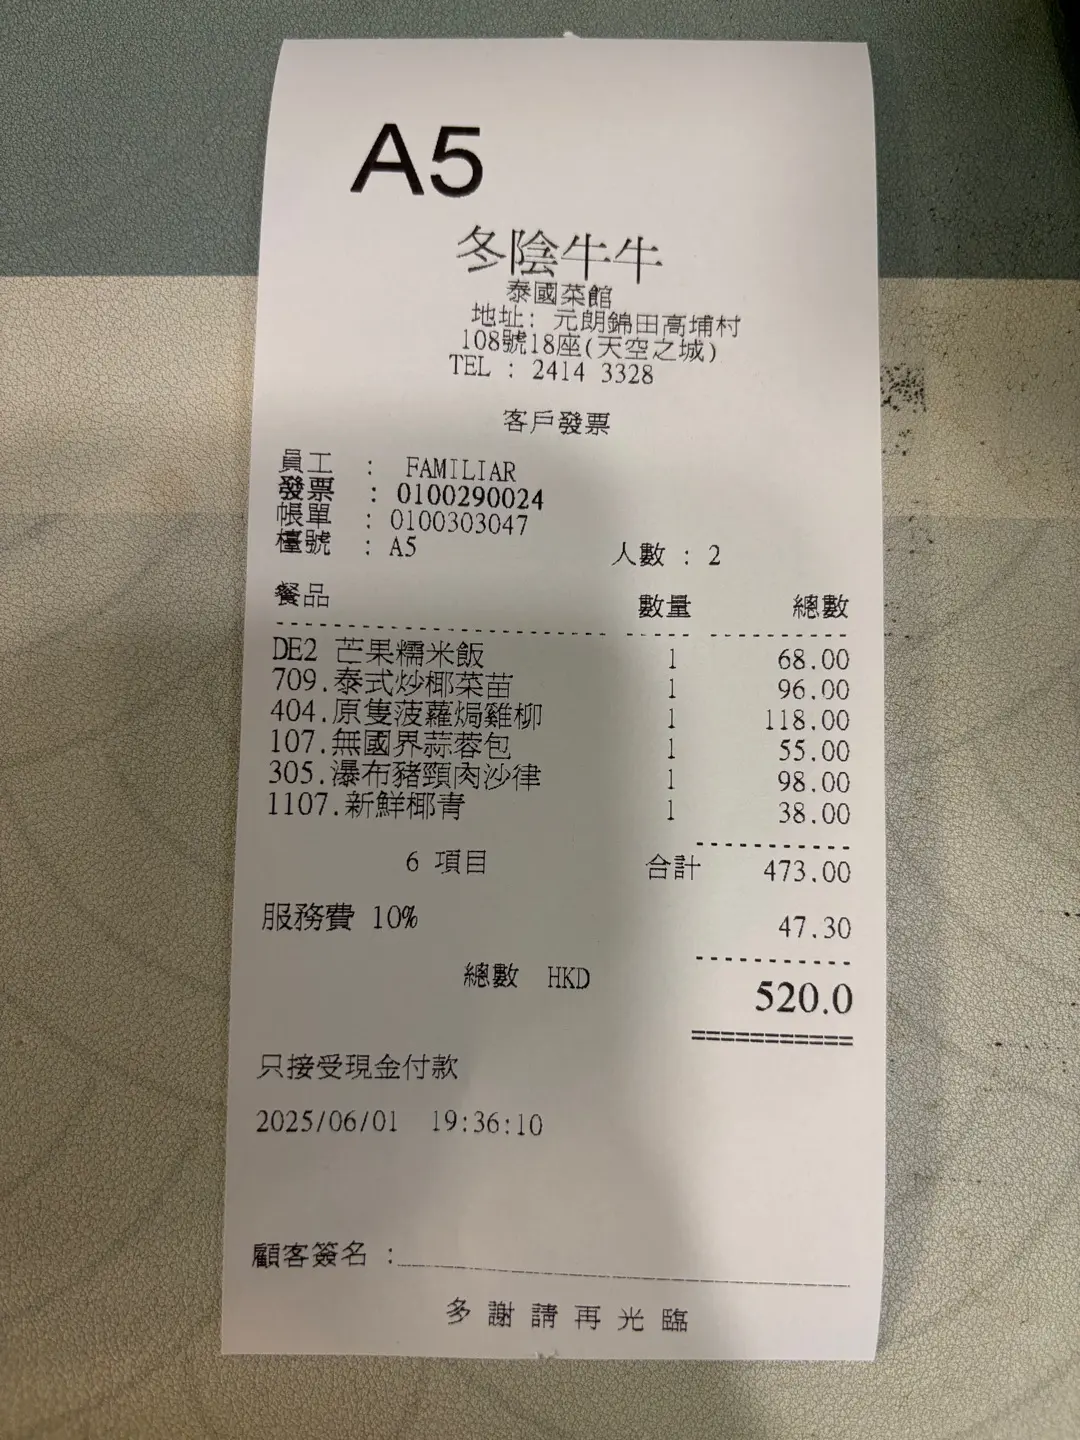 A5
冬陰牛牛
泰國菜館
地址: 元朗錦田高埔村
108號18座(天空之城)
TEL : 2414 3328
客戶發票
員工 : FAMILIAR
發票 : 0100290024
帳單 : 0100303047
檯號 : A5 人數 : 2
餐品 數量 總數
DE2 芒果糯米飯 1 68.00
709.泰式炒椰菜苗 1 96.00
404.原隻菠蘿焗雞柳 1 118.00
107.無國界蒜蓉包 1 55.00
305.瀑布豬頸肉沙律 1 98.00
1107.新鮮椰青 1 38.00
6 項目 合計 473.00
服務費 10% 47.30
總數 HKD 520.0
只接受現金付款
2025/06/01 19:36:10
顧客簽名 :
多謝請再光臨